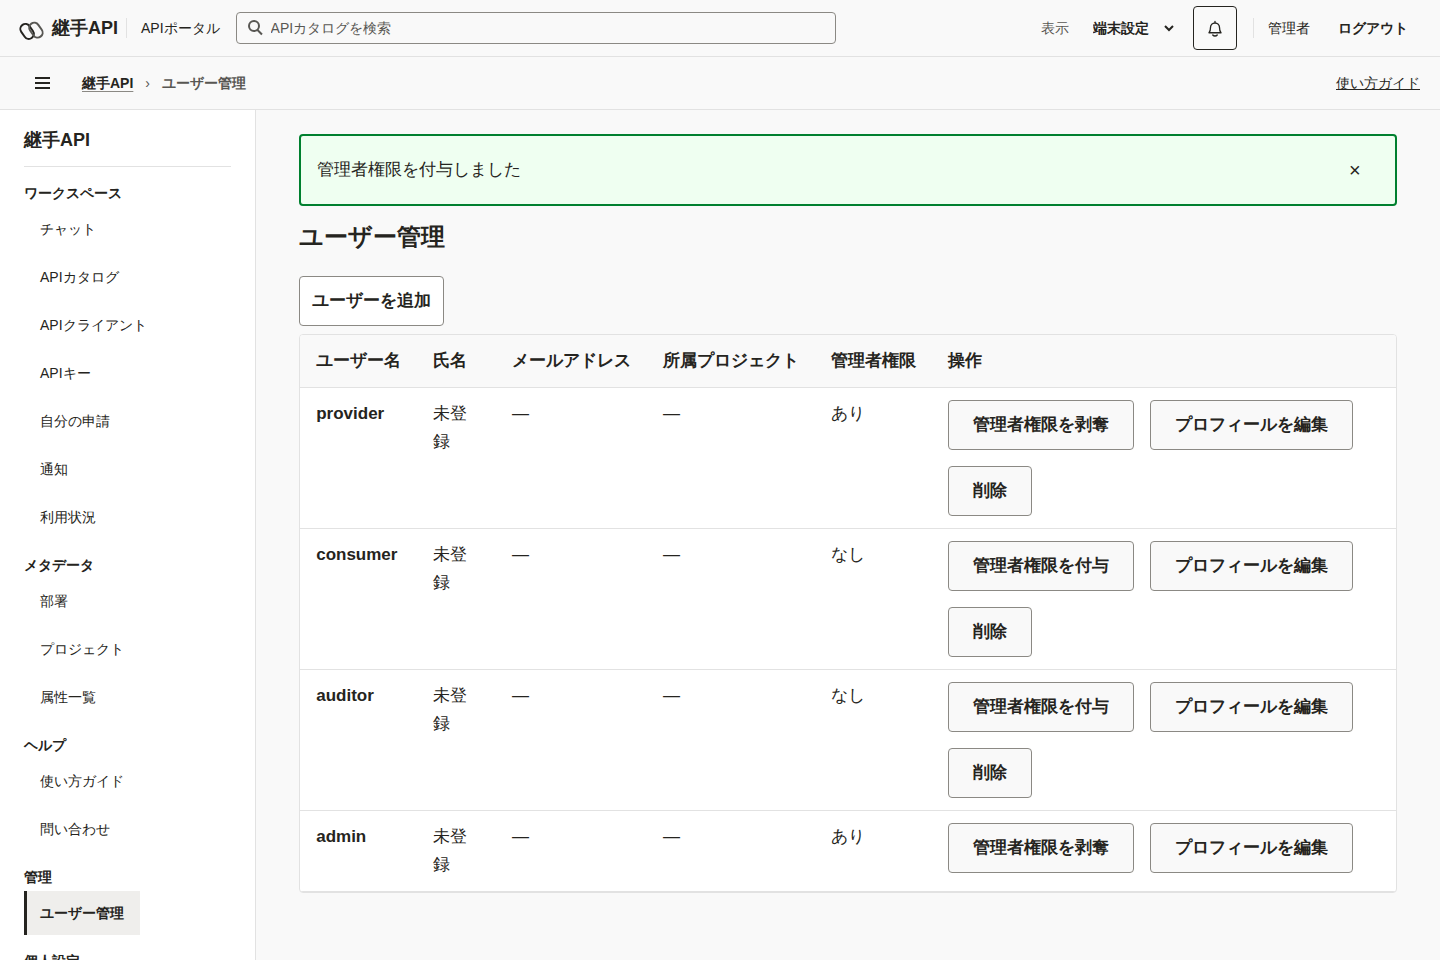 継手API APIポータル APIカタログを検索 表示 端末設定 管理者 ログアウト
継手API › ユーザー管理 使い方ガイド
継手API
ワークスペース
チャット
APIカタログ
APIクライアント
APIキー
自分の申請
通知
利用状況
メタデータ
部署
プロジェクト
属性一覧
ヘルプ
使い方ガイド
問い合わせ
管理
ユーザー管理
個人設定
管理者権限を付与しました ×
ユーザー管理
ユーザーを追加
ユーザー名 氏名 メールアドレス 所属プロジェクト 管理者権限 操作
provider 未登録 — — あり 管理者権限を剥奪 プロフィールを編集
削除
consumer 未登録 — — なし 管理者権限を付与 プロフィールを編集
削除
auditor 未登録 — — なし 管理者権限を付与 プロフィールを編集
削除
admin 未登録 — — あり 管理者権限を剥奪 プロフィールを編集